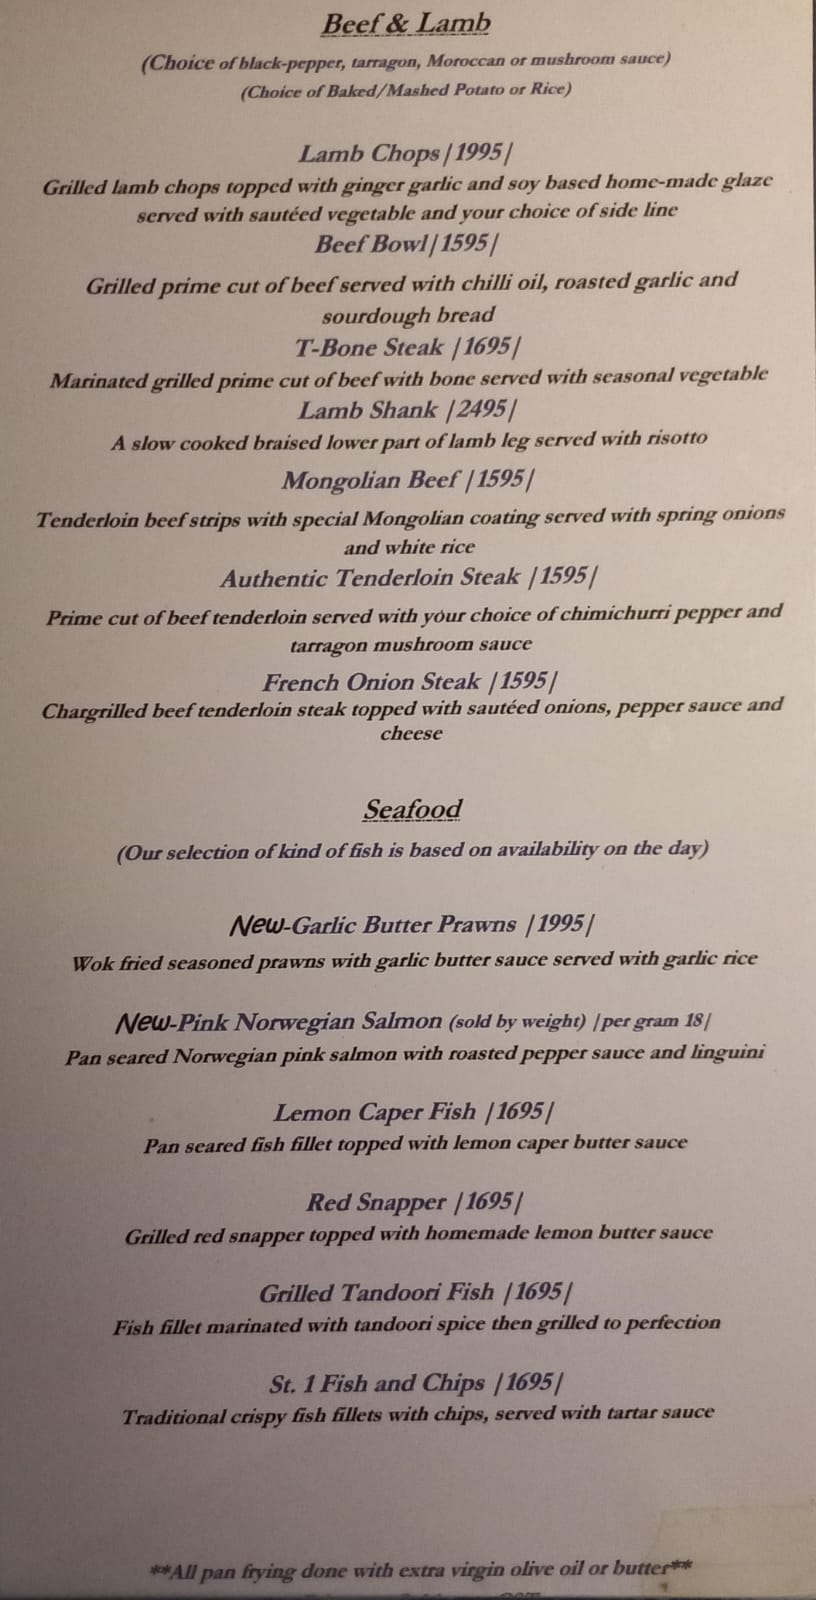 Beef & Lamb
(Choice of black-pepper, tarragon, Moroccan or mushroom sauce)
(Choice of Baked/Mashed Potato or Rice)
Lamb Chops |1995|
Grilled lamb chops topped with ginger garlic and soy based home-made glaze
served with sautéed vegetable and your choice of side line
Beef Bowl |1595|
Grilled prime cut of beef served with chilli oil, roasted garlic and
sourdough bread
T-Bone Steak |1695|
Marinated grilled prime cut of beef with bone served with seasonal vegetable
Lamb Shank |2495|
A slow cooked braised lower part of lamb leg served with risotto
Mongolian Beef |1595|
Tenderloin beef strips with special Mongolian coating served with spring onions
and white rice
Authentic Tenderloin Steak |1595|
Prime cut of beef tenderloin served with your choice of chimichurri pepper and
tarragon mushroom sauce
French Onion Steak |1595|
Chargrilled beef tenderloin steak topped with sautéed onions, pepper sauce and
cheese
Seafood
(Our selection of kind of fish is based on availability on the day)
New-Garlic Butter Prawns |1995|
Wok fried seasoned prawns with garlic butter sauce served with garlic rice
New-Pink Norwegian Salmon (sold by weight) |per gram 18|
Pan seared Norwegian pink salmon with roasted pepper sauce and linguini
Lemon Caper Fish |1695|
Pan seared fish fillet topped with lemon caper butter sauce
Red Snapper |1695|
Grilled red snapper topped with homemade lemon butter sauce
Grilled Tandoori Fish |1695|
Fish fillet marinated with tandoori spice then grilled to perfection
St. 1 Fish and Chips |1695|
Traditional crispy fish fillets with chips, served with tartar sauce
**All pan frying done with extra virgin olive oil or butter**